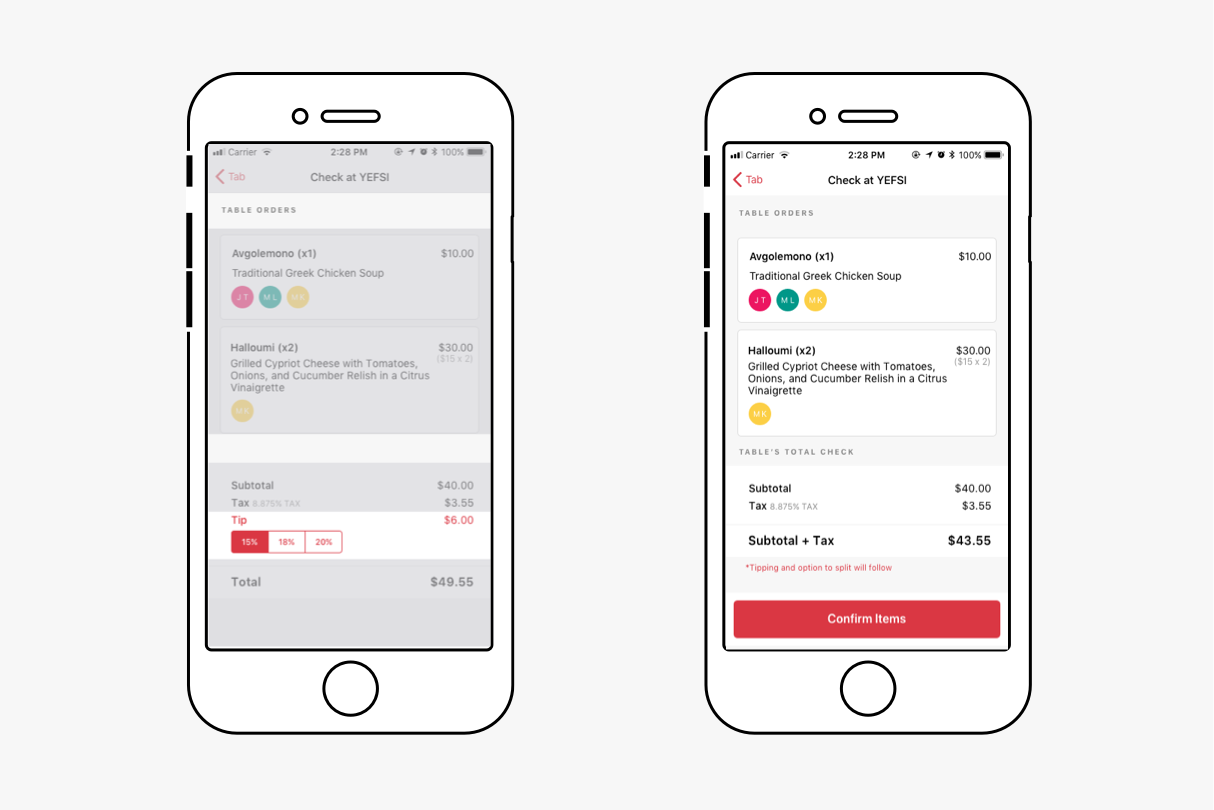 Carrier 2:28 PM 100%
Tab Check at YEFSI
TABLE ORDERS
Avgolemono (x1) $10.00
Traditional Greek Chicken Soup
JT ML MK
Halloumi (x2) $30.00
($15 x 2)
Grilled Cypriot Cheese with Tomatoes,
Onions, and Cucumber Relish in a Citrus
Vinaigrette
MK
Subtotal $40.00
Tax 8.875% TAX $3.55
Tip $6.00
15% 18% 20%
Total $49.55
Carrier 2:28 PM 100%
Tab Check at YEFSI
TABLE ORDERS
Avgolemono (x1) $10.00
Traditional Greek Chicken Soup
JT ML MK
Halloumi (x2) $30.00
($15 x 2)
Grilled Cypriot Cheese with Tomatoes,
Onions, and Cucumber Relish in a Citrus
Vinaigrette
MK
TABLE'S TOTAL CHECK
Subtotal $40.00
Tax 8.875% TAX $3.55
Subtotal + Tax $43.55
*Tipping and option to split will follow
Confirm Items